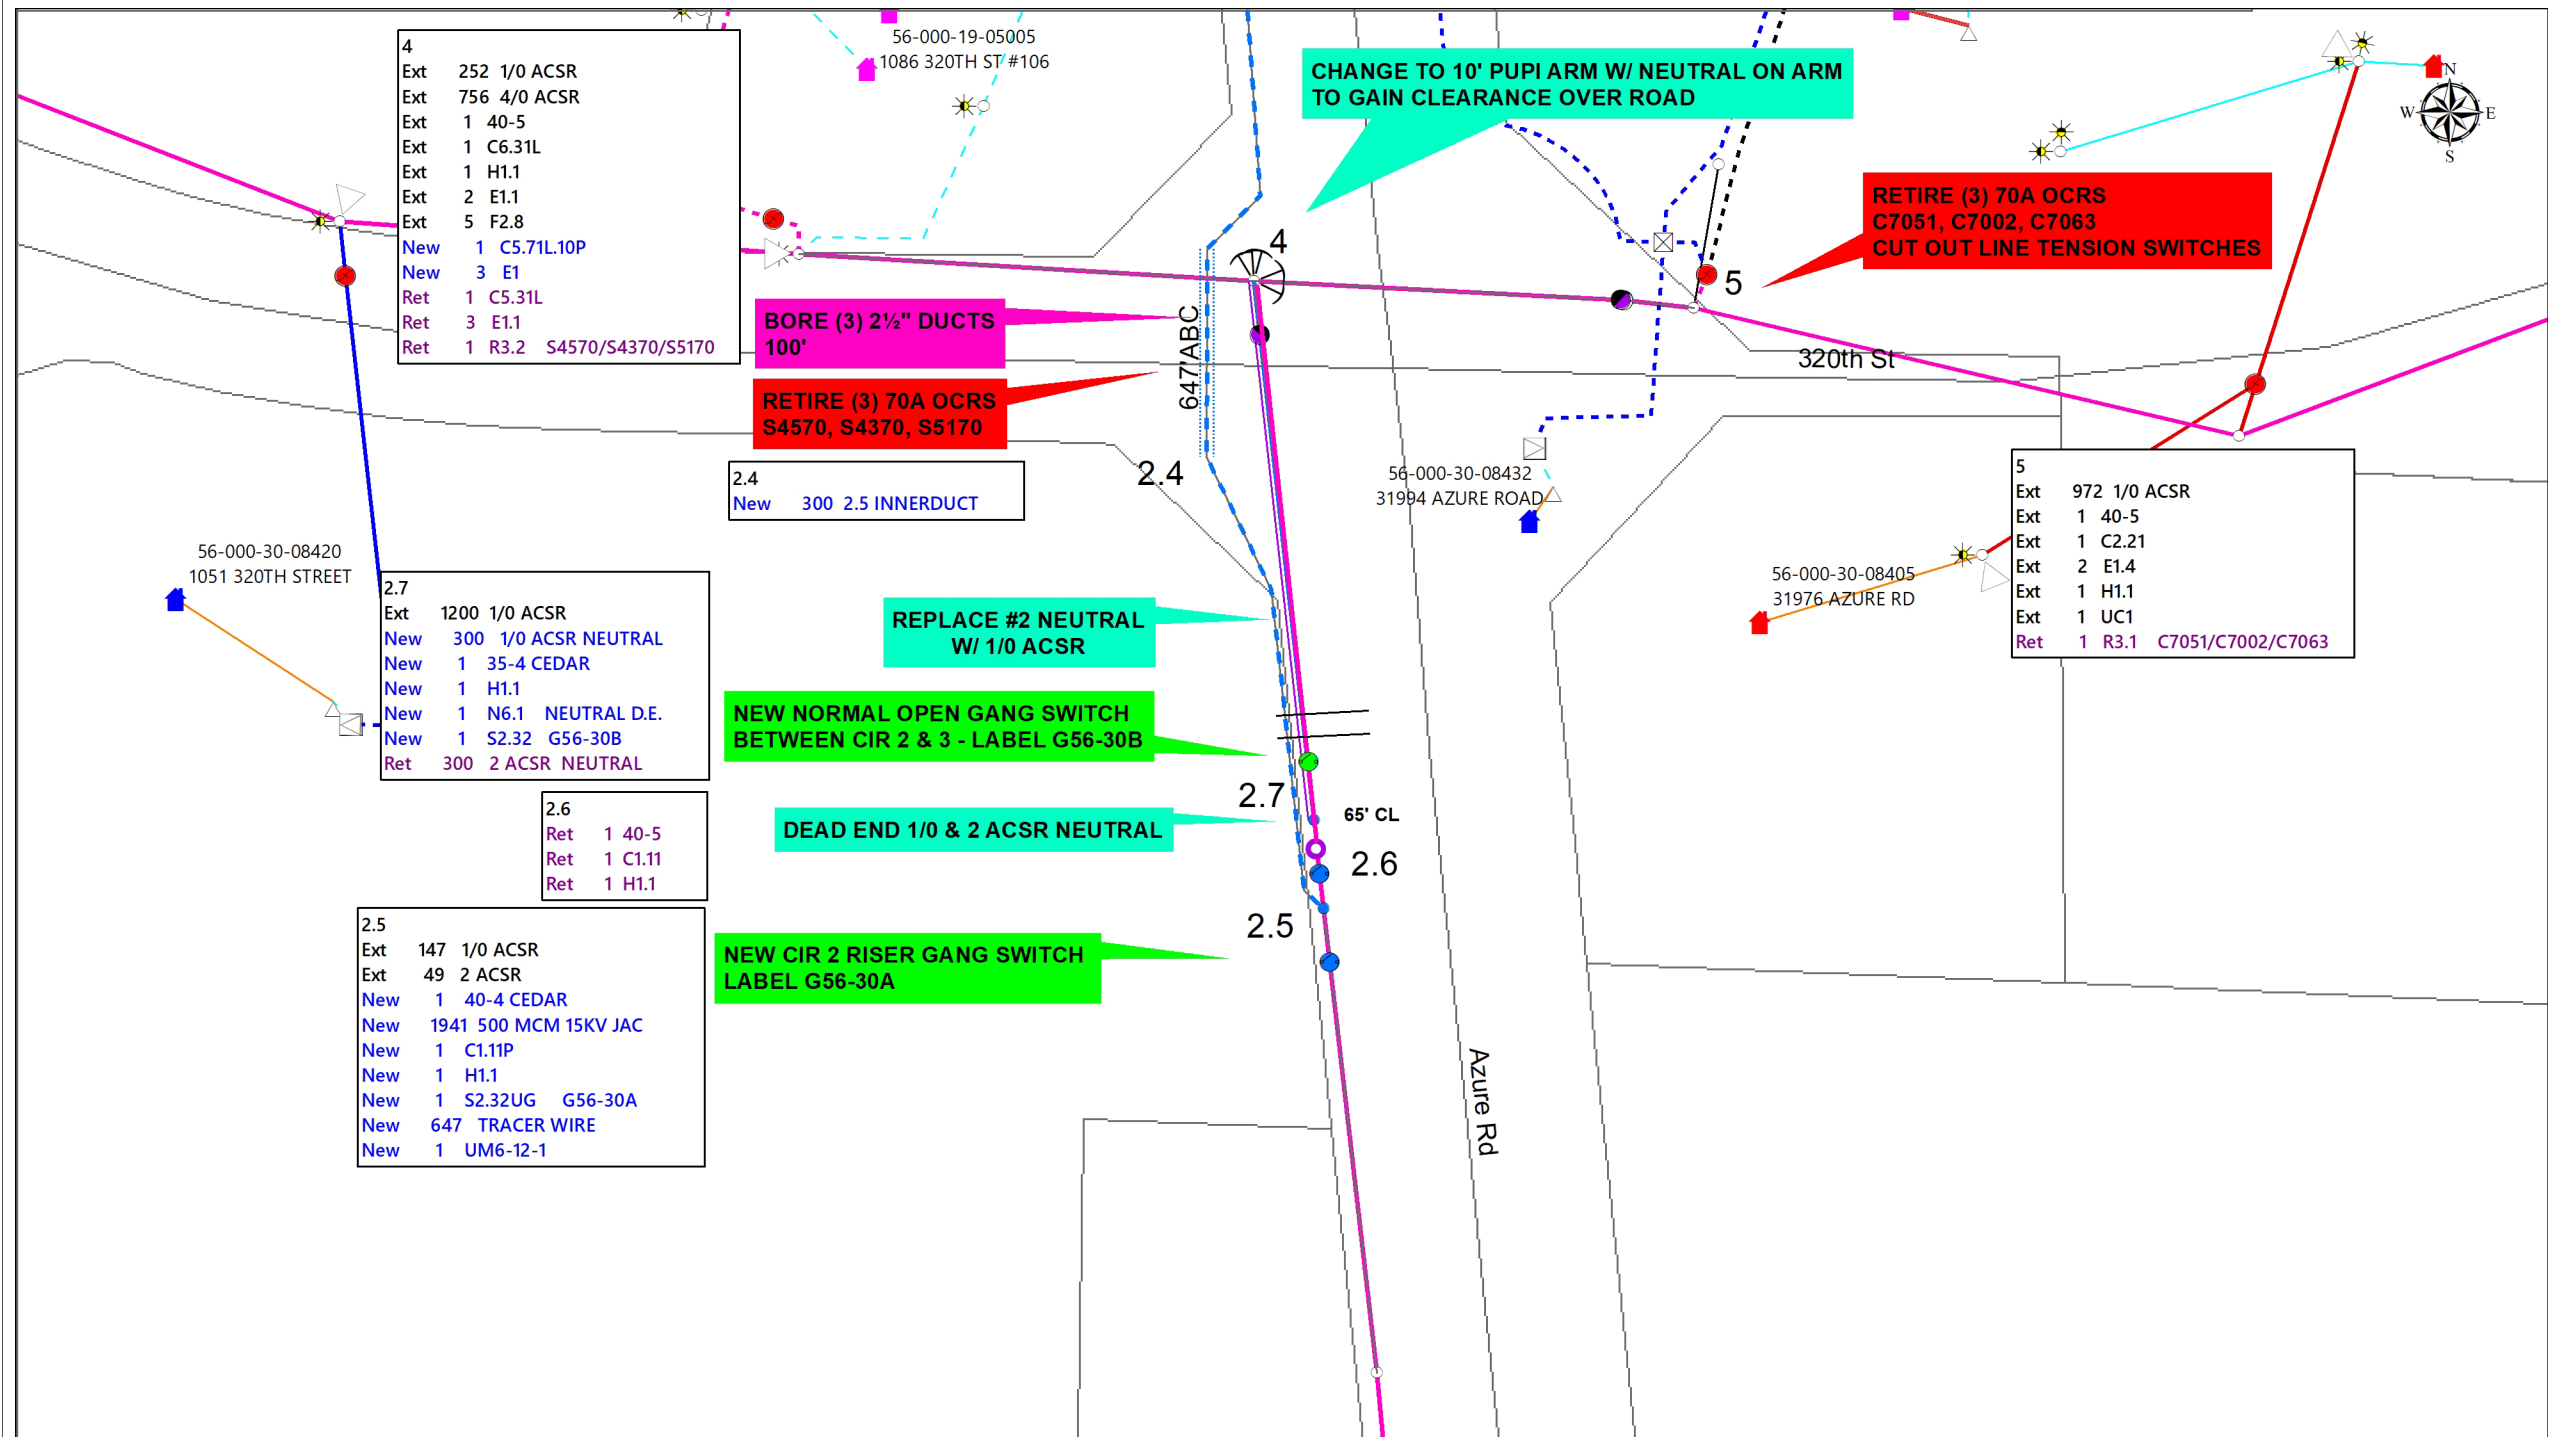 4
Ext 252 1/0 ACSR
Ext 756 4/0 ACSR
Ext 1 40-5
Ext 1 C6.31L
Ext 1 H1.1
Ext 2 E1.1
Ext 5 F2.8
New 1 C5.71L.10P
New 3 E1
Ret 1 C5.31L
Ret 3 E1.1
Ret 1 R3.2 S4570/S4370/S5170
56-000-19-05005
1086 320TH ST #106
CHANGE TO 10' PUPI ARM W/ NEUTRAL ON ARM
TO GAIN CLEARANCE OVER ROAD
N
W E
S
RETIRE (3) 70A OCRS
C7051, C7002, C7063
CUT OUT LINE TENSION SWITCHES
4
5
BORE (3) 2½" DUCTS
100'
647'ABC
320th St
RETIRE (3) 70A OCRS
S4570, S4370, S5170
2.4
2.4
New 300 2.5 INNERDUCT
56-000-30-08432
31994 AZURE ROAD
5
Ext 972 1/0 ACSR
Ext 1 40-5
Ext 1 C2.21
Ext 2 E1.4
Ext 1 H1.1
Ext 1 UC1
Ret 1 R3.1 C7051/C7002/C7063
56-000-30-08420
1051 320TH STREET
56-000-30-08405
31976 AZURE RD
2.7
Ext 1200 1/0 ACSR
New 300 1/0 ACSR NEUTRAL
New 1 35-4 CEDAR
New 1 H1.1
New 1 N6.1 NEUTRAL D.E.
New 1 S2.32 G56-30B
Ret 300 2 ACSR NEUTRAL
REPLACE #2 NEUTRAL
W/ 1/0 ACSR
NEW NORMAL OPEN GANG SWITCH
BETWEEN CIR 2 & 3 - LABEL G56-30B
2.7
65' CL
DEAD END 1/0 & 2 ACSR NEUTRAL
2.6
2.6
Ret 1 40-5
Ret 1 C1.11
Ret 1 H1.1
2.5
2.5
Ext 147 1/0 ACSR
Ext 49 2 ACSR
New 1 40-4 CEDAR
New 1941 500 MCM 15KV JAC
New 1 C1.11P
New 1 H1.1
New 1 S2.32UG G56-30A
New 647 TRACER WIRE
New 1 UM6-12-1
NEW CIR 2 RISER GANG SWITCH
LABEL G56-30A
Azure Rd